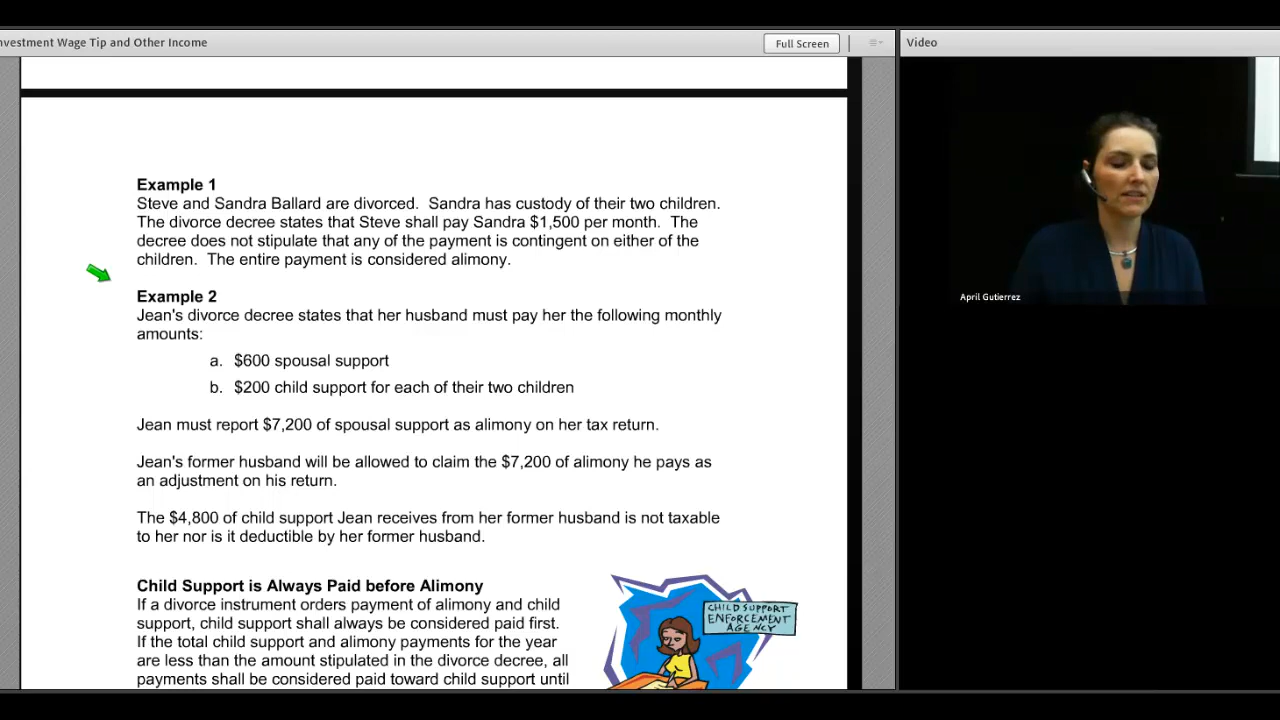 nvestment Wage Tip and Other Income
Full Screen
Video
Example 1
Steve and Sandra Ballard are divorced.  Sandra has custody of their two children.
The divorce decree states that Steve shall pay Sandra $1,500 per month.  The
decree does not stipulate that any of the payment is contingent on either of the
children.  The entire payment is considered alimony.
Example 2
Jean's divorce decree states that her husband must pay her the following monthly
amounts:
a. $600 spousal support
b. $200 child support for each of their two children
Jean must report $7,200 of spousal support as alimony on her tax return.
Jean's former husband will be allowed to claim the $7,200 of alimony he pays as
an adjustment on his return.
The $4,800 of child support Jean receives from her former husband is not taxable
to her nor is it deductible by her former husband.
Child Support is Always Paid before Alimony
If a divorce instrument orders payment of alimony and child
support, child support shall always be considered paid first.
If the total child support and alimony payments for the year
are less than the amount stipulated in the divorce decree, all
payments shall be considered paid toward child support until
CHILD SUPPORT
ENFORCEMENT
AGENCY
April Gutierrez